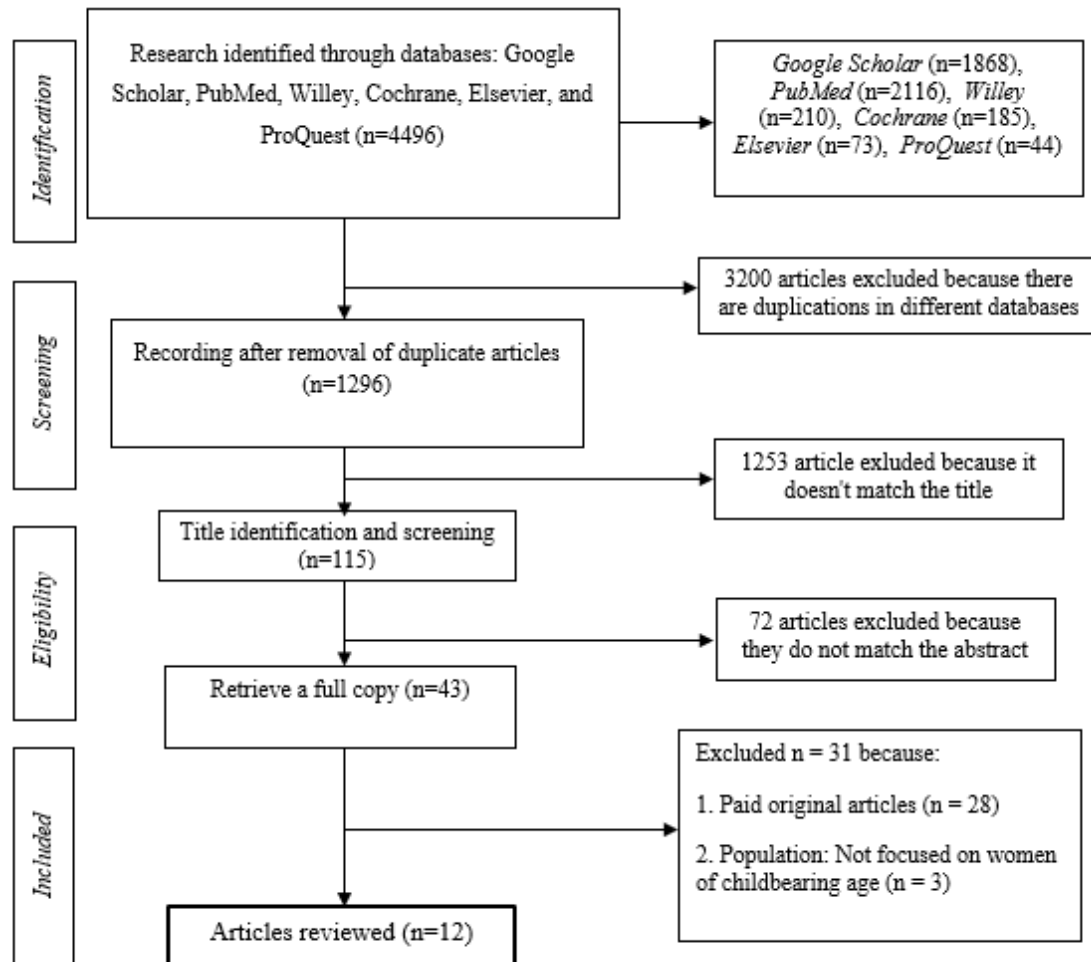 Identification
Research identified through databases: Google
Scholar, PubMed, Willey, Cochrane, Elsevier, and
ProQuest (n=4496)
Google Scholar (n=1868),
PubMed (n=2116), Willey
(n=210), Cochrane (n=185),
Elsevier (n=73), ProQuest (n=44)
3200 articles excluded because there
are duplications in different databases
Screening
Recording after removal of duplicate articles
(n=1296)
1253 article exluded because it
doesn't match the title
Eligibility
Title identification and screening
(n=115)
72 articles excluded because
they do not match the abstract
Retrieve a full copy (n=43)
Included
Excluded n = 31 because:
1. Paid original articles (n = 28)
2. Population: Not focused on women
of childbearing age (n = 3)
Articles reviewed (n=12)